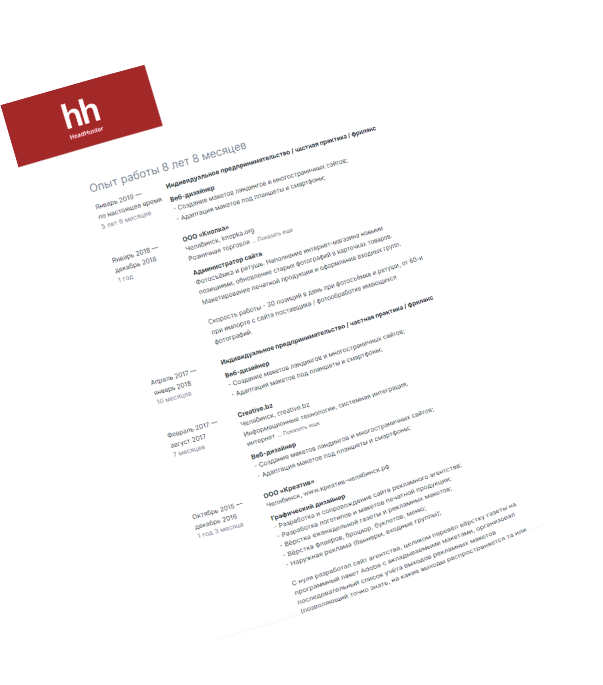 hh
HeadHunter
Опыт работы 8 лет 8 месяцев
Январь 2019 —
по настоящее время
5 лет 6 месяцев
Индивидуальное предпринимательство / частная практика / фриланс
Веб-дизайнер
- Создание макетов лэндингов и многостраничных сайтов;
- Адаптация макетов под планшеты и смартфоны;
Январь 2018 —
декабрь 2018
1 год
ООО «Кнопка»
Челябинск, knopka.org
Розничная торговля ... Показать еще
Администратор сайта
Фотосъёмка и ретушь. Наполнение интернет-магазина новыми
позициями, обновление старых фотографий в карточках товаров.
Макетирование печатной продукции и оформление входных групп.
Скорость работы - 30 позиций в день при фотосъёмке и ретуши, от 60-и
при импорте с сайта поставщика / фотообработке имеющихся
фотографий.
Апрель 2017 —
январь 2018
10 месяцев
Индивидуальное предпринимательство / частная практика / фриланс
Веб-дизайнер
- Создание макетов лэндингов и многостраничных сайтов;
- Адаптация макетов под планшеты и смартфоны;
Февраль 2017 —
август 2017
7 месяцев
Creative.bz
Челябинск, creative.bz
Информационные технологии, системная интеграция,
интернет ... Показать еще
Веб-дизайнер
- Создание макетов лэндингов и многостраничных сайтов;
- Адаптация макетов под планшеты и смартфоны;
Октябрь 2015 —
декабрь 2016
1 год 3 месяца
ООО «Креатив»
Челябинск, www.креатив-челябинск.рф
Графический дизайнер
- Разработка и сопровождение сайта рекламного агентства;
- Разработка логотипов и макетов печатной продукции;
- Вёрстка еженедельной газеты и рекламных макетов;
- Вёрстка флаеров, брошюр, буклетов, меню;
- Наружная реклама (баннеры, входные группы);
С нуля разработал сайт агентства, целиком перевёл вёрстку газеты на
программный пакет Adobe с вкладываемыми макетами, организовал
последовательный список учёта выходов рекламных макетов
(позволяющий точно знать, на какие выходы распространяется та или